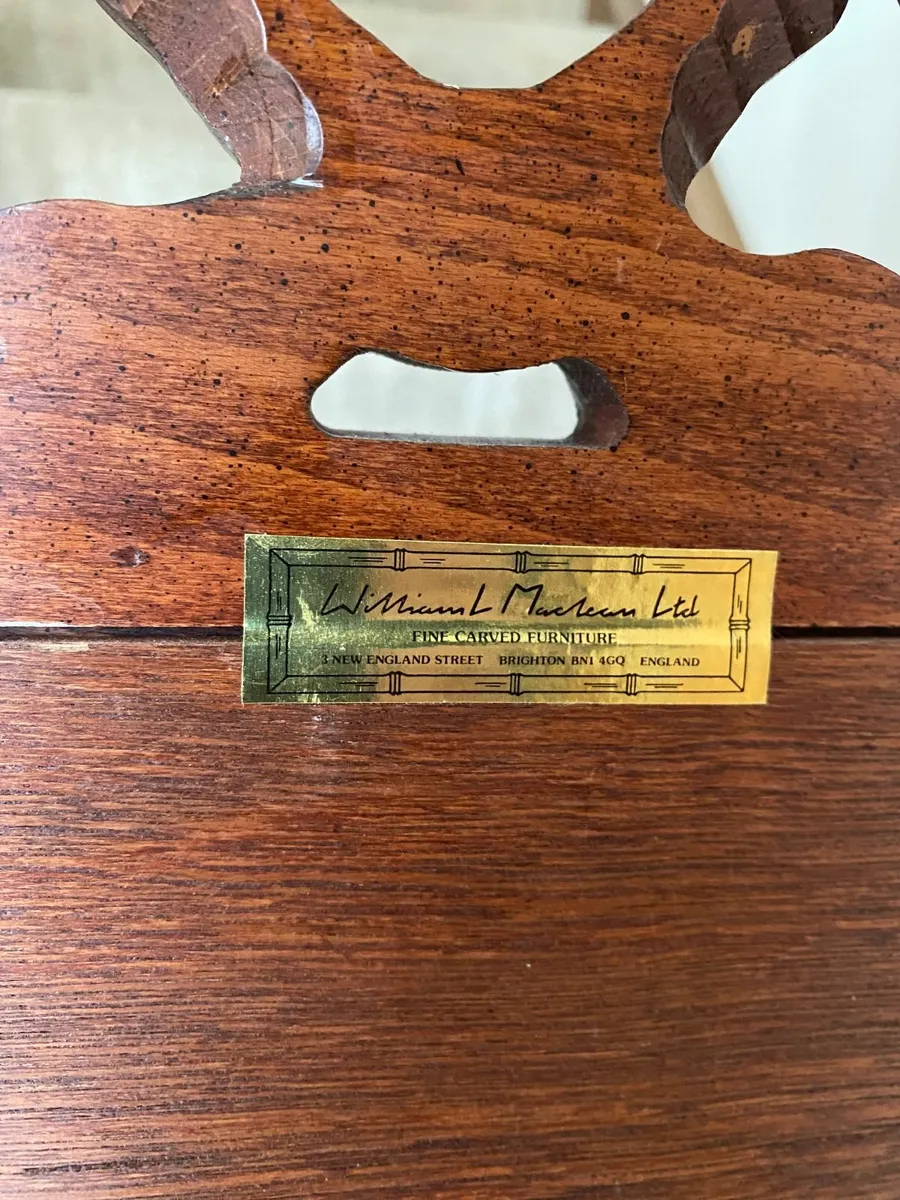 William L Maclean Ltd
FINE CARVED FURNITURE
3 NEW ENGLAND STREET BRIGHTON BN1 4GQ ENGLAND